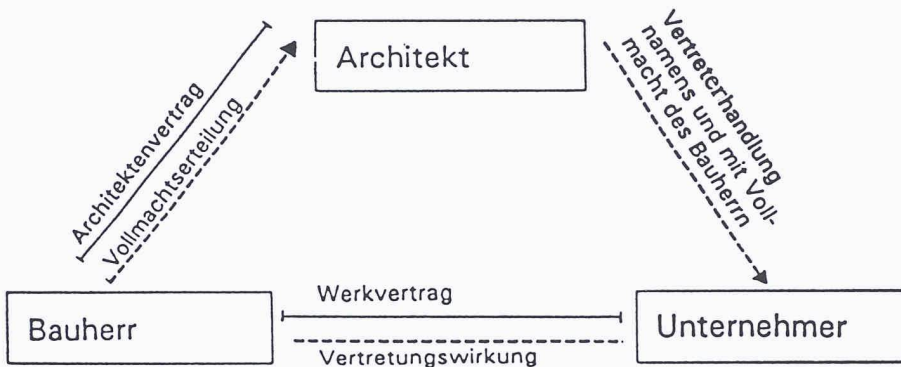 Architekt
Architektenvertrag
Vollmachtserteilung
Vertreterhandlung
namens und mit Voll-
macht des Bauherrn
Werkvertrag
Bauherr
Unternehmer
Vertretungswirkung